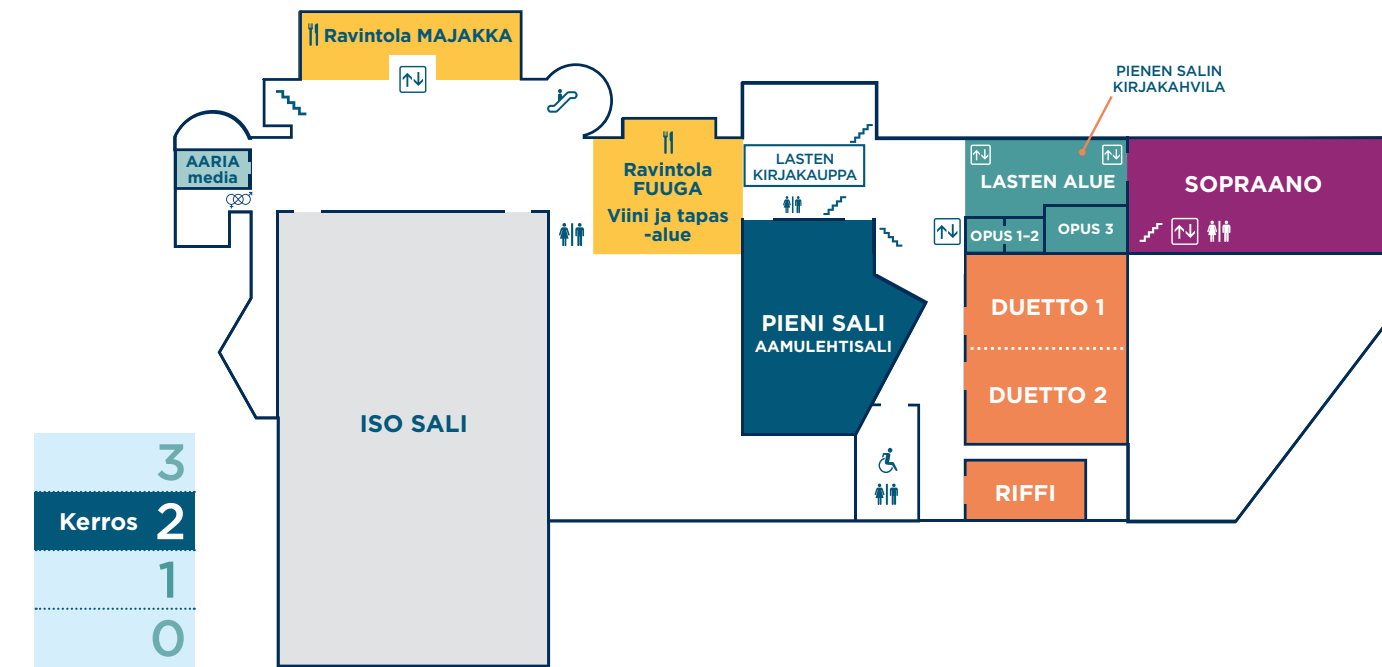 Ravintola MAJAKKA
PIENEN SALIN
KIRJAKAHVILA
AARIA
media
Ravintola
FUUGA
Viini ja tapas
-alue
LASTEN
KIRJAKAUPPA
LASTEN ALUE
SOPRAANO
OPUS 1–2
OPUS 3
DUETTO 1
PIENI SALI
AAMULEHTISALI
DUETTO 2
ISO SALI
RIFFI
3
Kerros 2
1
0